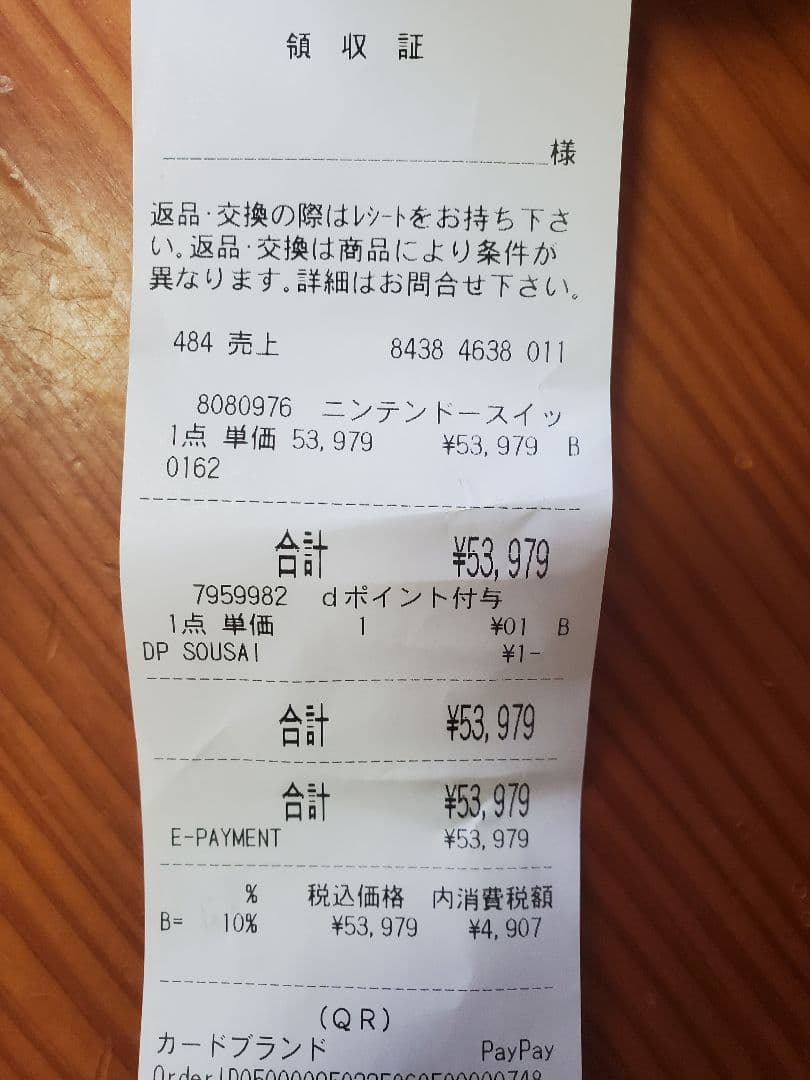 領 収 証
様
返品・交換の際はﾚｼｰﾄをお持ち下さ
い。返品・交換は商品により条件が
異なります。詳細はお問合せ下さい。
484 売上 8438 4638 011
8080976 ニンテンドースイッ
1点 単価 53,979 ¥53,979 B
0162
合計 ¥53,979
7959982 dポイント付与
1点 単価 1 ¥01 B
DP SOUSAI ¥1-
合計 ¥53,979
合計 ¥53,979
E-PAYMENT ¥53,979
% 税込価格 内消費税額
B= 10% ¥53,979 ¥4,907
(QR)
カードブランド PayPay